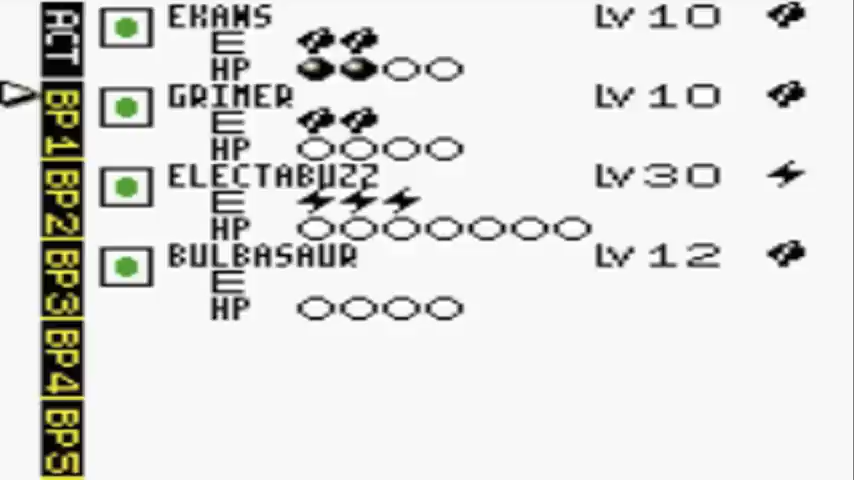 ACT
EKANS Lv 10
E
HP
BP1
GRIMER Lv 10
E
HP
BP2
ELECTABUZZ Lv 30
E
HP
BP3
BULBASAUR Lv 12
E
HP
BP4
BP5